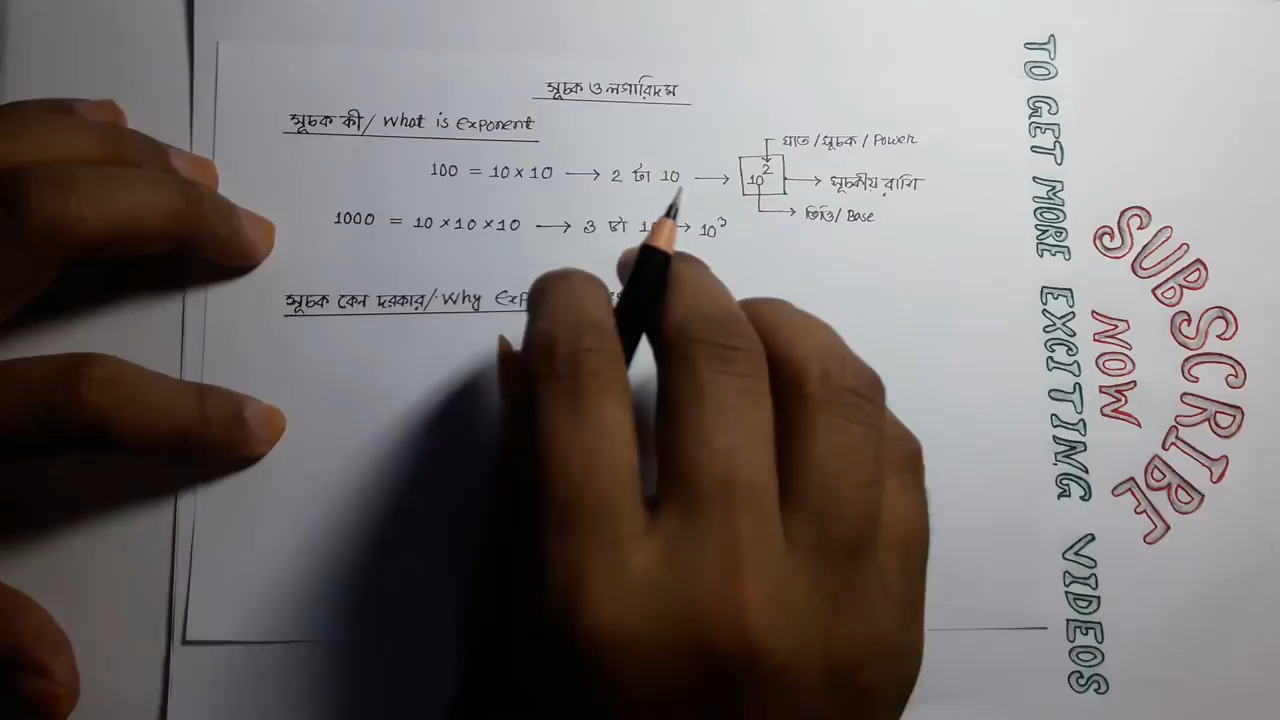 সূচক ও লগারিদম
সূচক কী/ What is Exponent
100 = 10 × 10 → 2 টা 10 → 10²
ঘাত/সূচক/Power
সূচকীয় রাশি
ভিত্তি/Base
1000 = 10 × 10 × 10 → 3 টা → 10³
সূচক কেন দরকার/ Why
TO GET MORE EXCITING VIDEOS
SUBSCRIBE
NOW